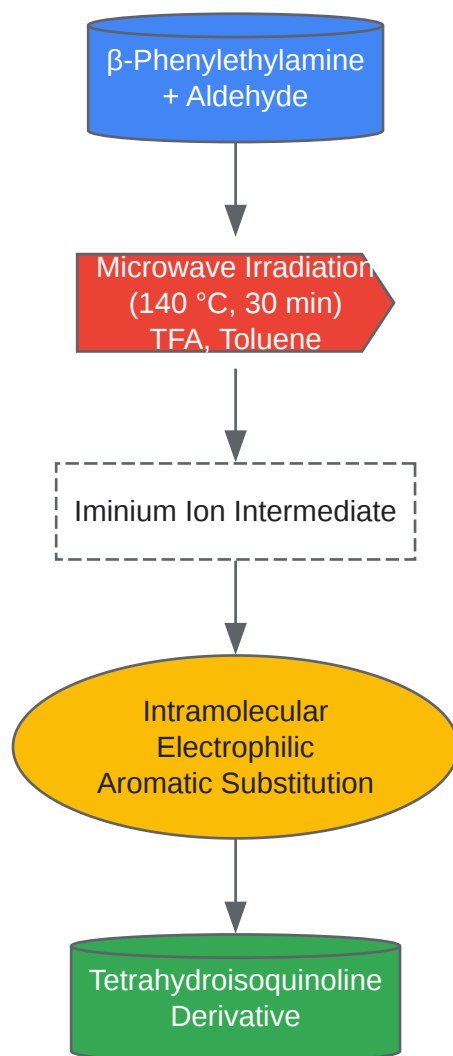 β-Phenylethylamine
+ Aldehyde
Microwave Irradiation
(140 °C, 30 min)
TFA, Toluene
Iminium Ion Intermediate
Intramolecular
Electrophilic
Aromatic Substitution
Tetrahydroisoquinoline
Derivative